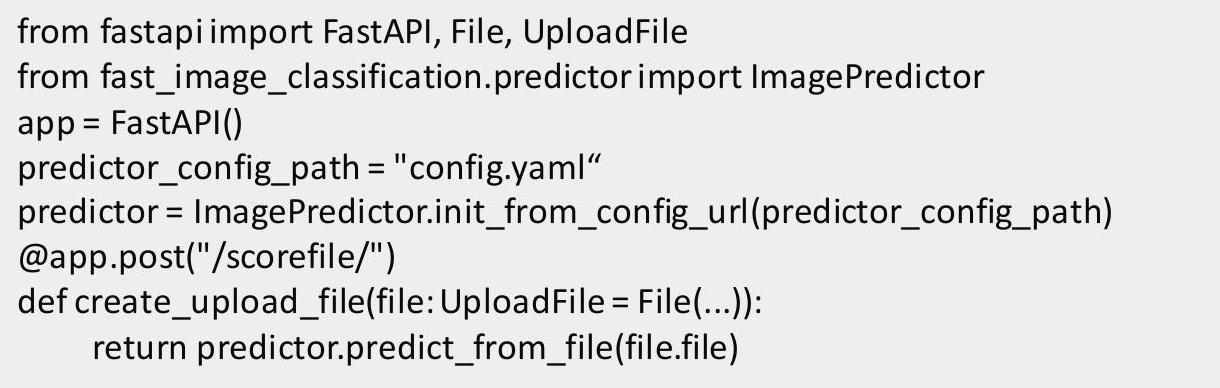 from fastapi import FastAPI, File, UploadFile
from fast_image_classification.predictor import ImagePredictor
app = FastAPI()
predictor_config_path = "config.yaml“
predictor = ImagePredictor.init_from_config_url(predictor_config_path)
@app.post("/scorefile/")
def create_upload_file(file: UploadFile = File(...)):
return predictor.predict_from_file(file.file)